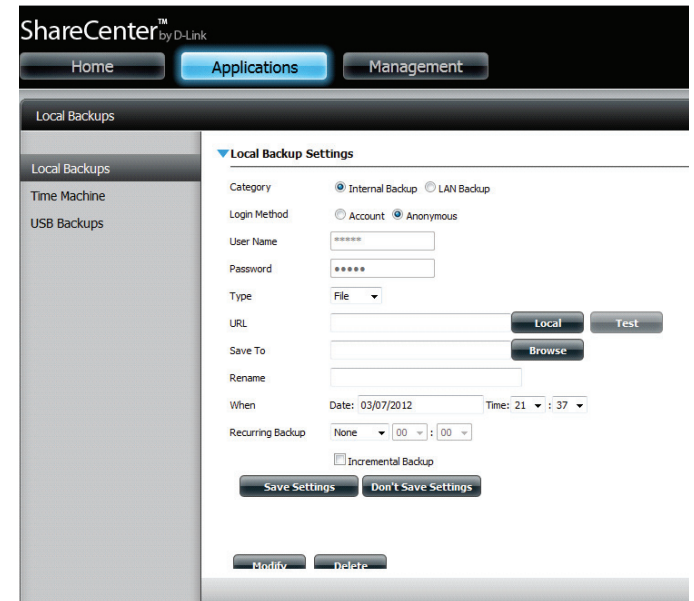 ShareCenter™ by D-Link
Home Applications Management
Local Backups
Local Backups
Time Machine
USB Backups
Local Backup Settings
Category Internal Backup LAN Backup
Login Method Account Anonymous
User Name *****
Password •••••
Type File
URL Local Test
Save To Browse
Rename
When Date: 03/07/2012 Time: 21 : 37
Recurring Backup None 00 : 00
Incremental Backup
Save Settings Don't Save Settings
Modify Delete